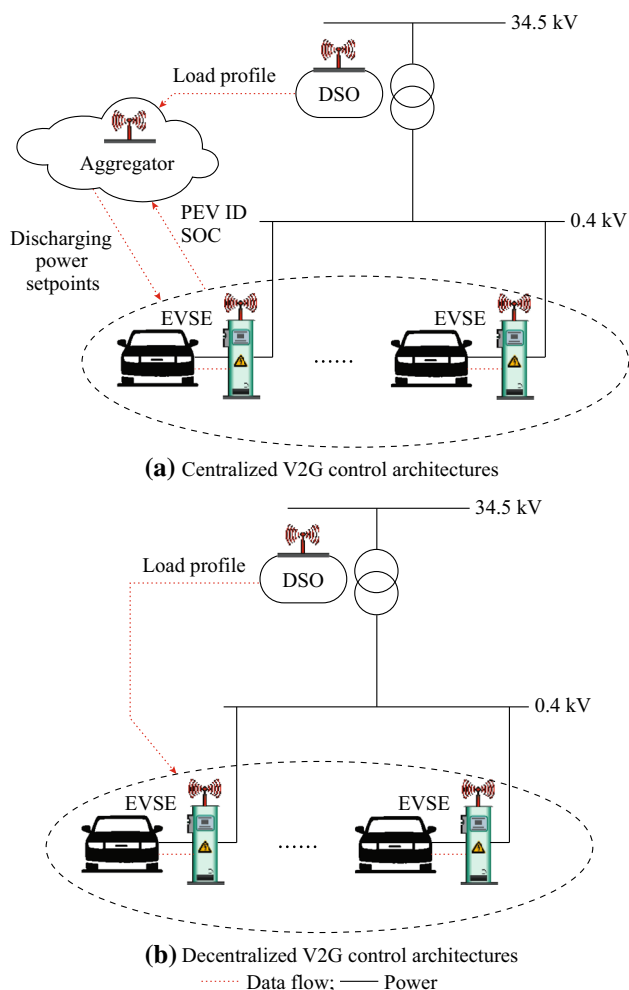 34.5 kV
Load profile
DSO
Aggregator
PEV ID
SOC
0.4 kV
Discharging
power
setpoints
EVSE
EVSE
......
(a) Centralized V2G control architectures
34.5 kV
Load profile
DSO
0.4 kV
EVSE
EVSE
......
(b) Decentralized V2G control architectures
Data flow; Power